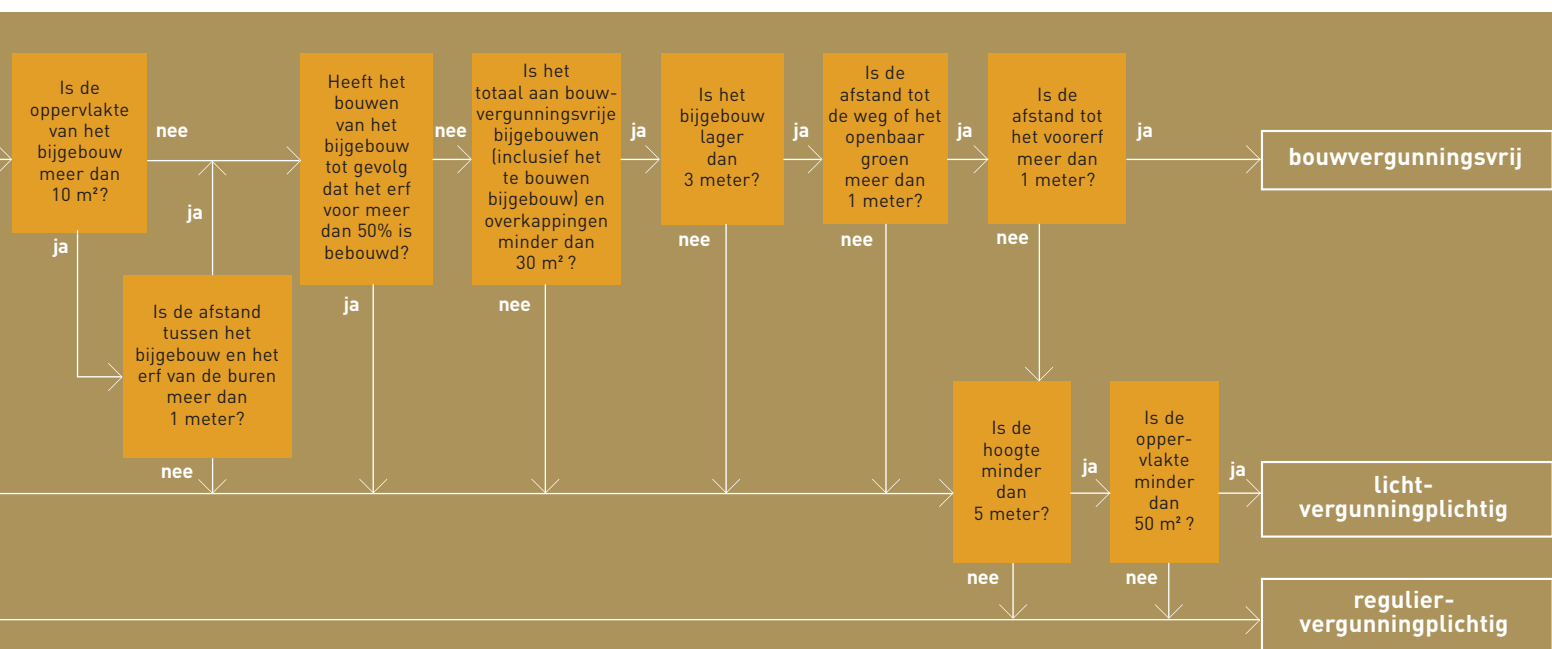 Is de
oppervlakte
van het
bijgebouw
meer dan
10 m²?
nee
ja
Is de afstand
tussen het
bijgebouw en het
erf van de buren
meer dan
1 meter?
ja
nee
Heeft het
bouwen
van het
bijgebouw
tot gevolg
dat het erf
voor meer
dan 50% is
bebouwd?
nee
ja
Is het
totaal aan bouw-
vergunningsvrije
bijgebouwen
(inclusief het
te bouwen
bijgebouw) en
overkappingen
minder dan
30 m² ?
ja
nee
Is het
bijgebouw
lager
dan
3 meter?
ja
nee
Is de
afstand tot
de weg of het
openbaar
groen
meer dan
1 meter?
ja
nee
Is de
afstand tot
het voorerf
meer dan
1 meter?
ja
nee
bouwvergunningsvrij
Is de
hoogte
minder
dan
5 meter?
ja
nee
Is de
opper-
vlakte
minder
dan
50 m² ?
ja
nee
licht-
vergunningplichtig
regulier-
vergunningplichtig